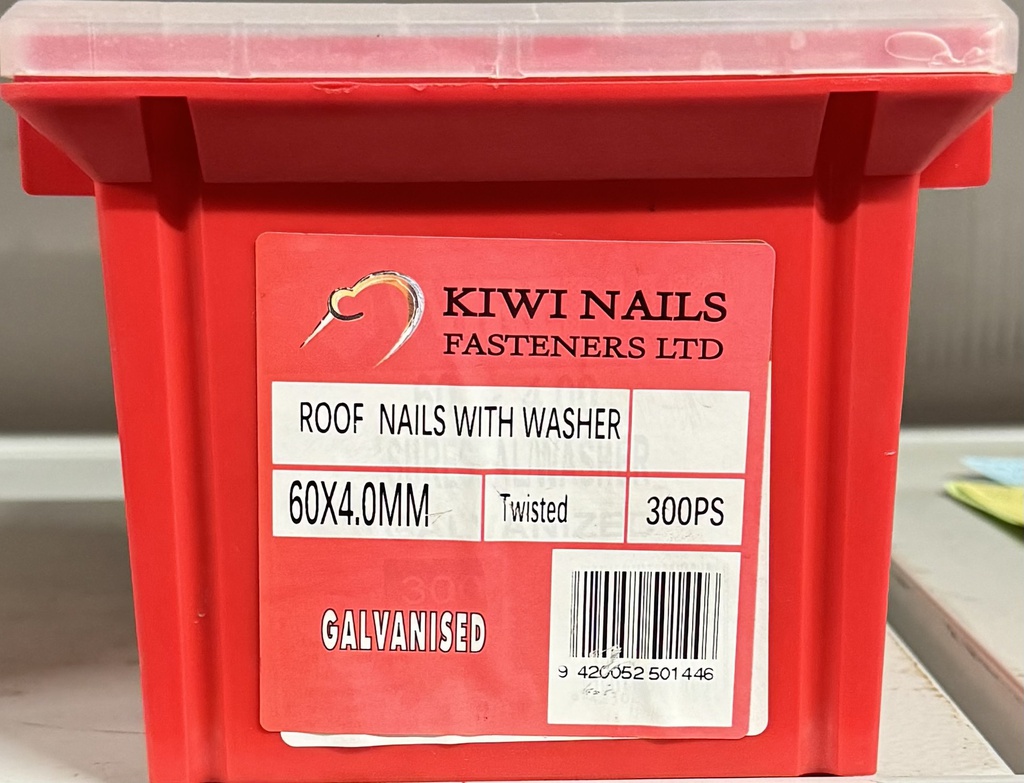 KIWI NAILS
FASTENERS LTD
ROOF NAILS WITH WASHER
60X4.0MM Twisted 300PS
GALVANISED
9 420052 501446